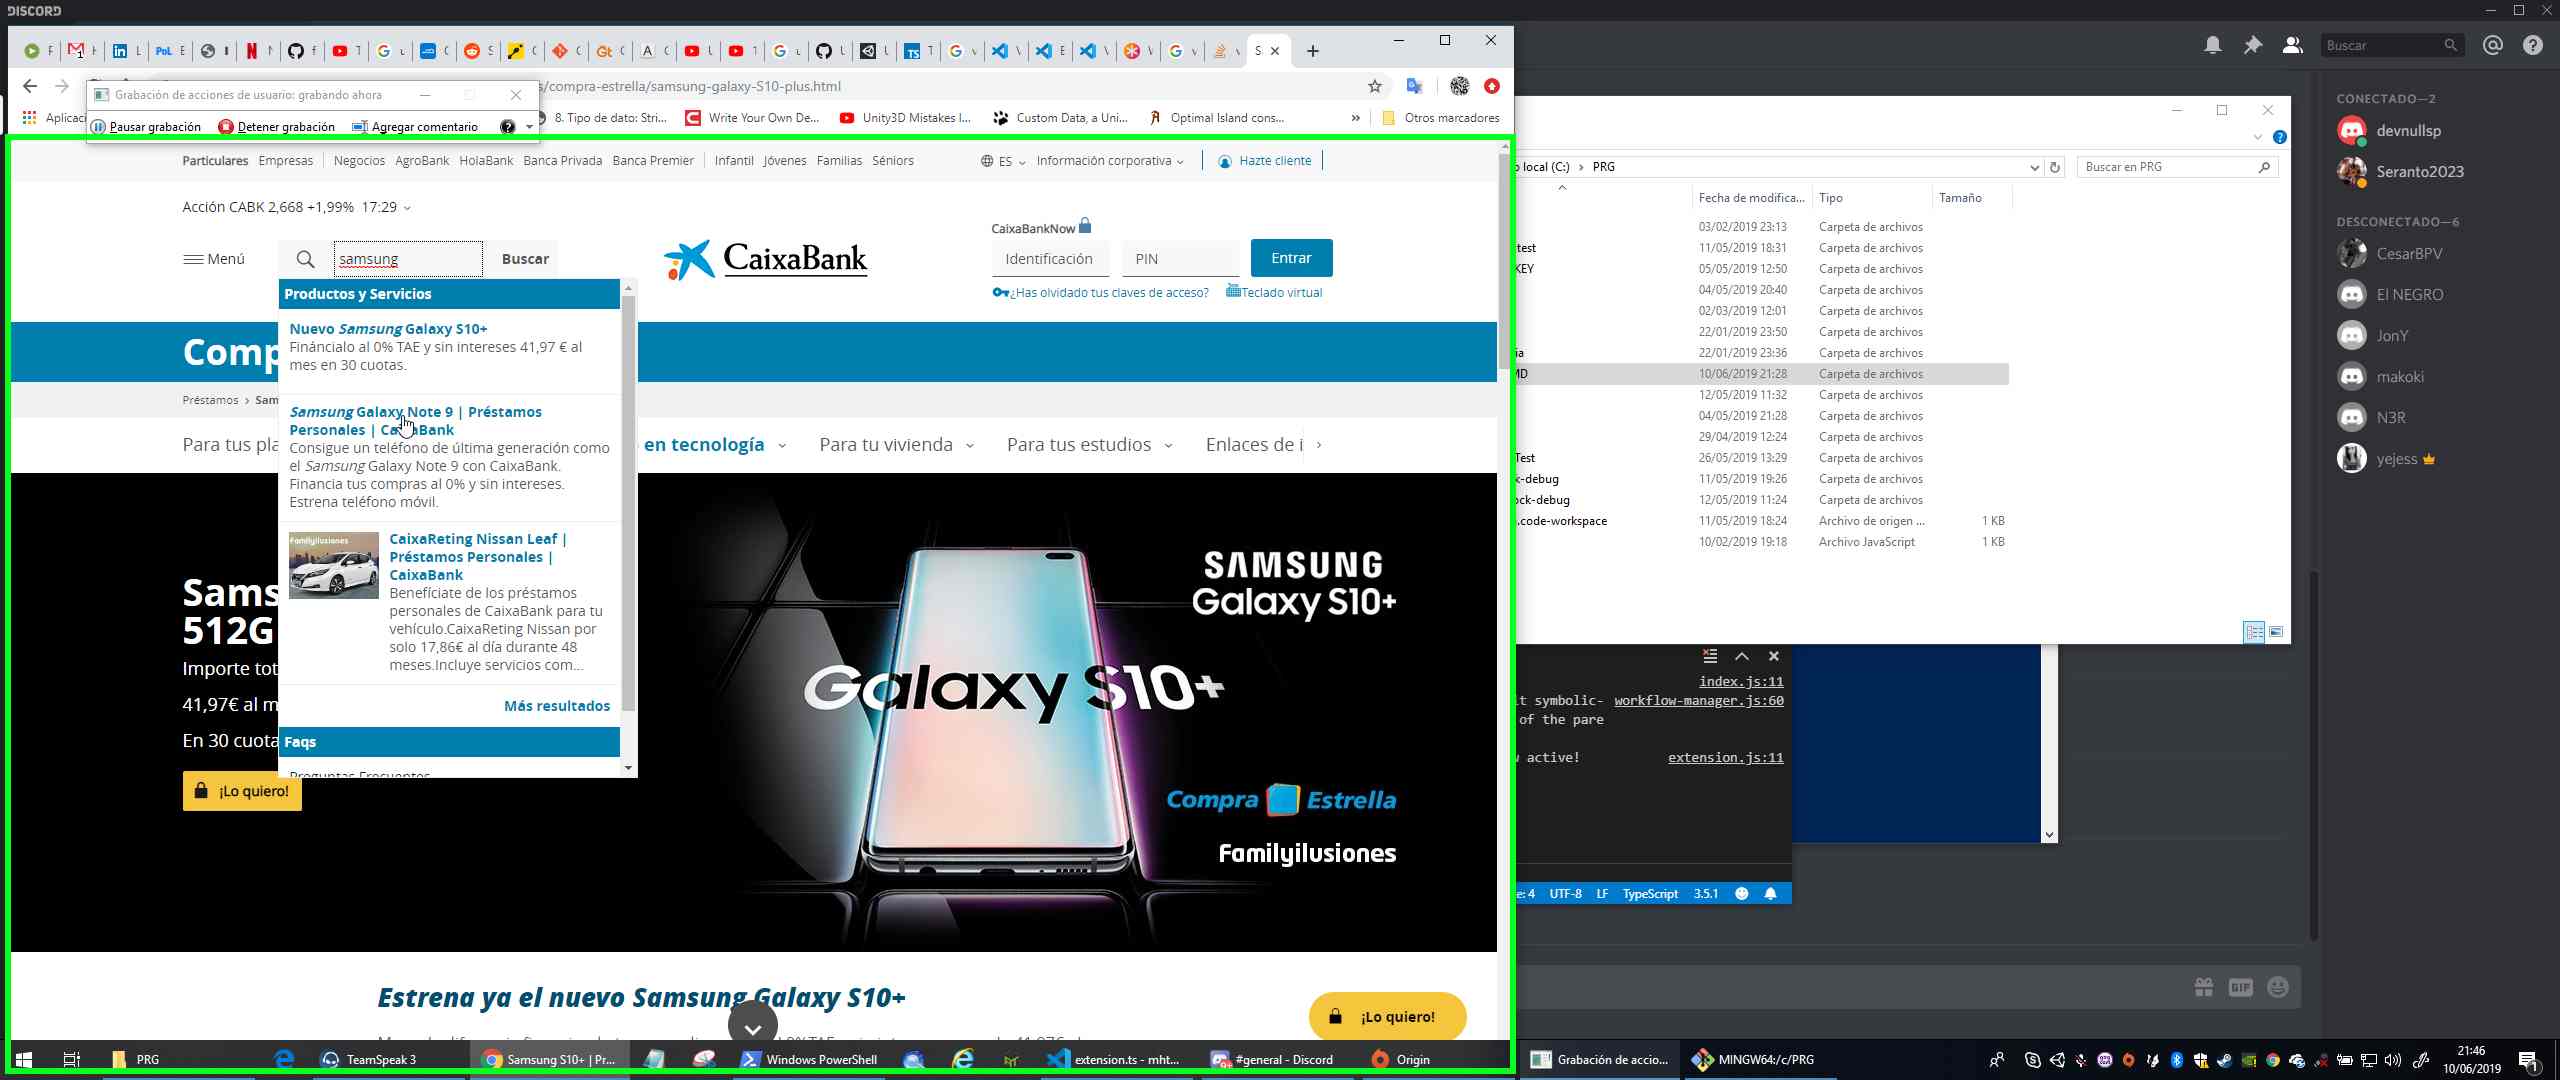 DISCORD
Buscar
s/compra-estrella/samsung-galaxy-S10-plus.html
Grabación de acciones de usuario: grabando ahora
Pausar grabación
Detener grabación
Agregar comentario
8. Tipo de dato: Stri...
Write Your Own De...
Unity3D Mistakes I...
Custom Data, a Uni...
Optimal Island cons...
»
Otros marcadores
Particulares Empresas Negocios AgroBank HolaBank Banca Privada Banca Premier Infantil Jóvenes Familias Séniors
ES Información corporativa Hazte cliente
Acción CABK 2,668 +1,99% 17:29
Menú samsung Buscar
CaixaBank
CaixaBankNow
Identificación PIN Entrar
¿Has olvidado tus claves de acceso? Teclado virtual
Comp
Préstamos > Sam
Para tus pla
en tecnología Para tu vivienda Para tus estudios Enlaces de i
Productos y Servicios
Nuevo Samsung Galaxy S10+
Fináncialo al 0% TAE y sin intereses 41,97 € al
mes en 30 cuotas.
Samsung Galaxy Note 9 | Préstamos
Personales | CaixaBank
Consigue un teléfono de última generación como
el Samsung Galaxy Note 9 con CaixaBank.
Financia tus compras al 0% y sin intereses.
Estrena teléfono móvil.
Familyilusiones
CaixaReting Nissan Leaf |
Préstamos Personales |
CaixaBank
Benefíciate de los préstamos
personales de CaixaBank para tu
vehículo.CaixaReting Nissan por
solo 17,86€ al día durante 48
meses.Incluye servicios com...
Más resultados
Faqs
Preguntas Frecuentes
Sams
512G
Importe tot
41,97€ al m
En 30 cuota
¡Lo quiero!
SAMSUNG
Galaxy S10+
Galaxy S10+
Compra Estrella
Familyilusiones
Estrena ya el nuevo Samsung Galaxy S10+
¡Lo quiero!
o local (C:) > PRG
Buscar en PRG
Fecha de modifica... Tipo Tamaño
03/02/2019 23:13 Carpeta de archivos
test 11/05/2019 18:31 Carpeta de archivos
KEY 05/05/2019 12:50 Carpeta de archivos
04/05/2019 20:40 Carpeta de archivos
02/03/2019 12:01 Carpeta de archivos
22/01/2019 23:50 Carpeta de archivos
ia 22/01/2019 23:36 Carpeta de archivos
MD 10/06/2019 21:28 Carpeta de archivos
12/05/2019 11:32 Carpeta de archivos
04/05/2019 21:28 Carpeta de archivos
29/04/2019 12:24 Carpeta de archivos
Test 26/05/2019 13:29 Carpeta de archivos
k-debug 11/05/2019 19:26 Carpeta de archivos
ock-debug 12/05/2019 11:24 Carpeta de archivos
.code-workspace 11/05/2019 18:24 Archivo de origen ... 1 KB
10/02/2019 19:18 Archivo JavaScript 1 KB
index.js:11
it symbolic- workflow-manager.js:60
of the pare
w active! extension.js:11
e: 4 UTF-8 LF TypeScript 3.5.1
CONECTADO—2
devnullsp
Seranto2023
DESCONECTADO—6
CesarBPV
El NEGRO
JonY
makoki
N3R
yejess
GIF
PRG
TeamSpeak 3
Samsung S10+ | Pr...
Windows PowerShell
extension.ts - mht...
#general - Discord
Origin
Grabación de accio...
MINGW64:/c/PRG
21:46
10/06/2019